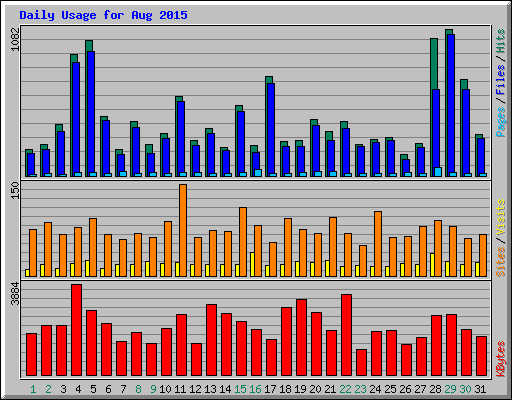 Daily Usage for Aug 2015
1082
Pages / Files / Hits
150
Sites / Visits
3884
KBytes
1 2 3 4 5 6 7 8 9 10 11 12 13 14 15 16 17 18 19 20 21 22 23 24 25 26 27 28 29 30 31